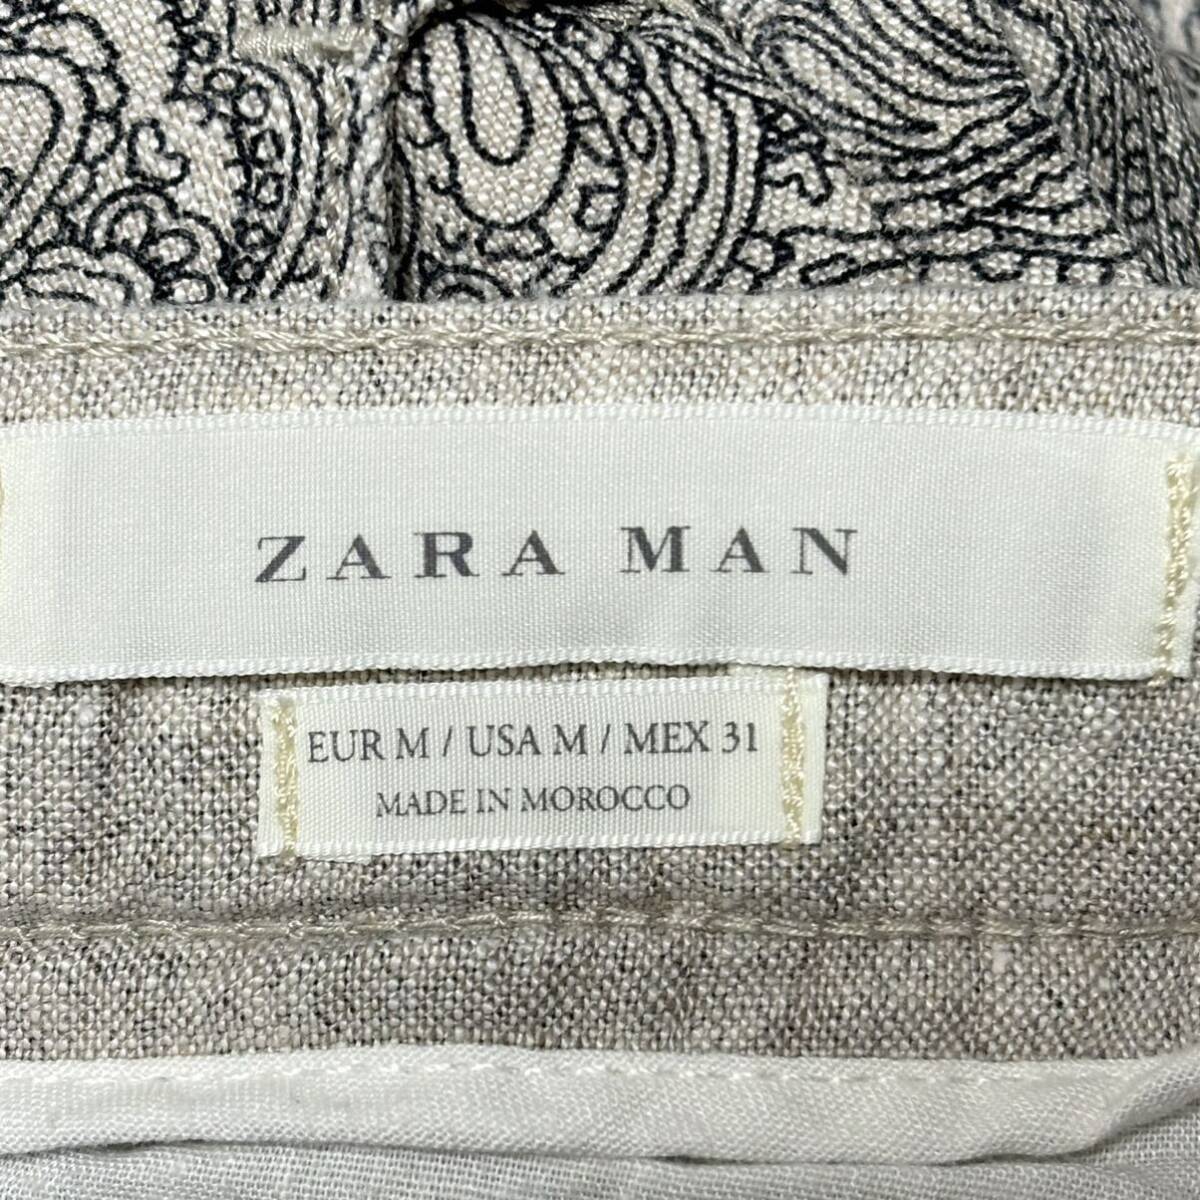 ZARA MAN
EUR M / USA M / MEX 31
MADE IN MOROCCO